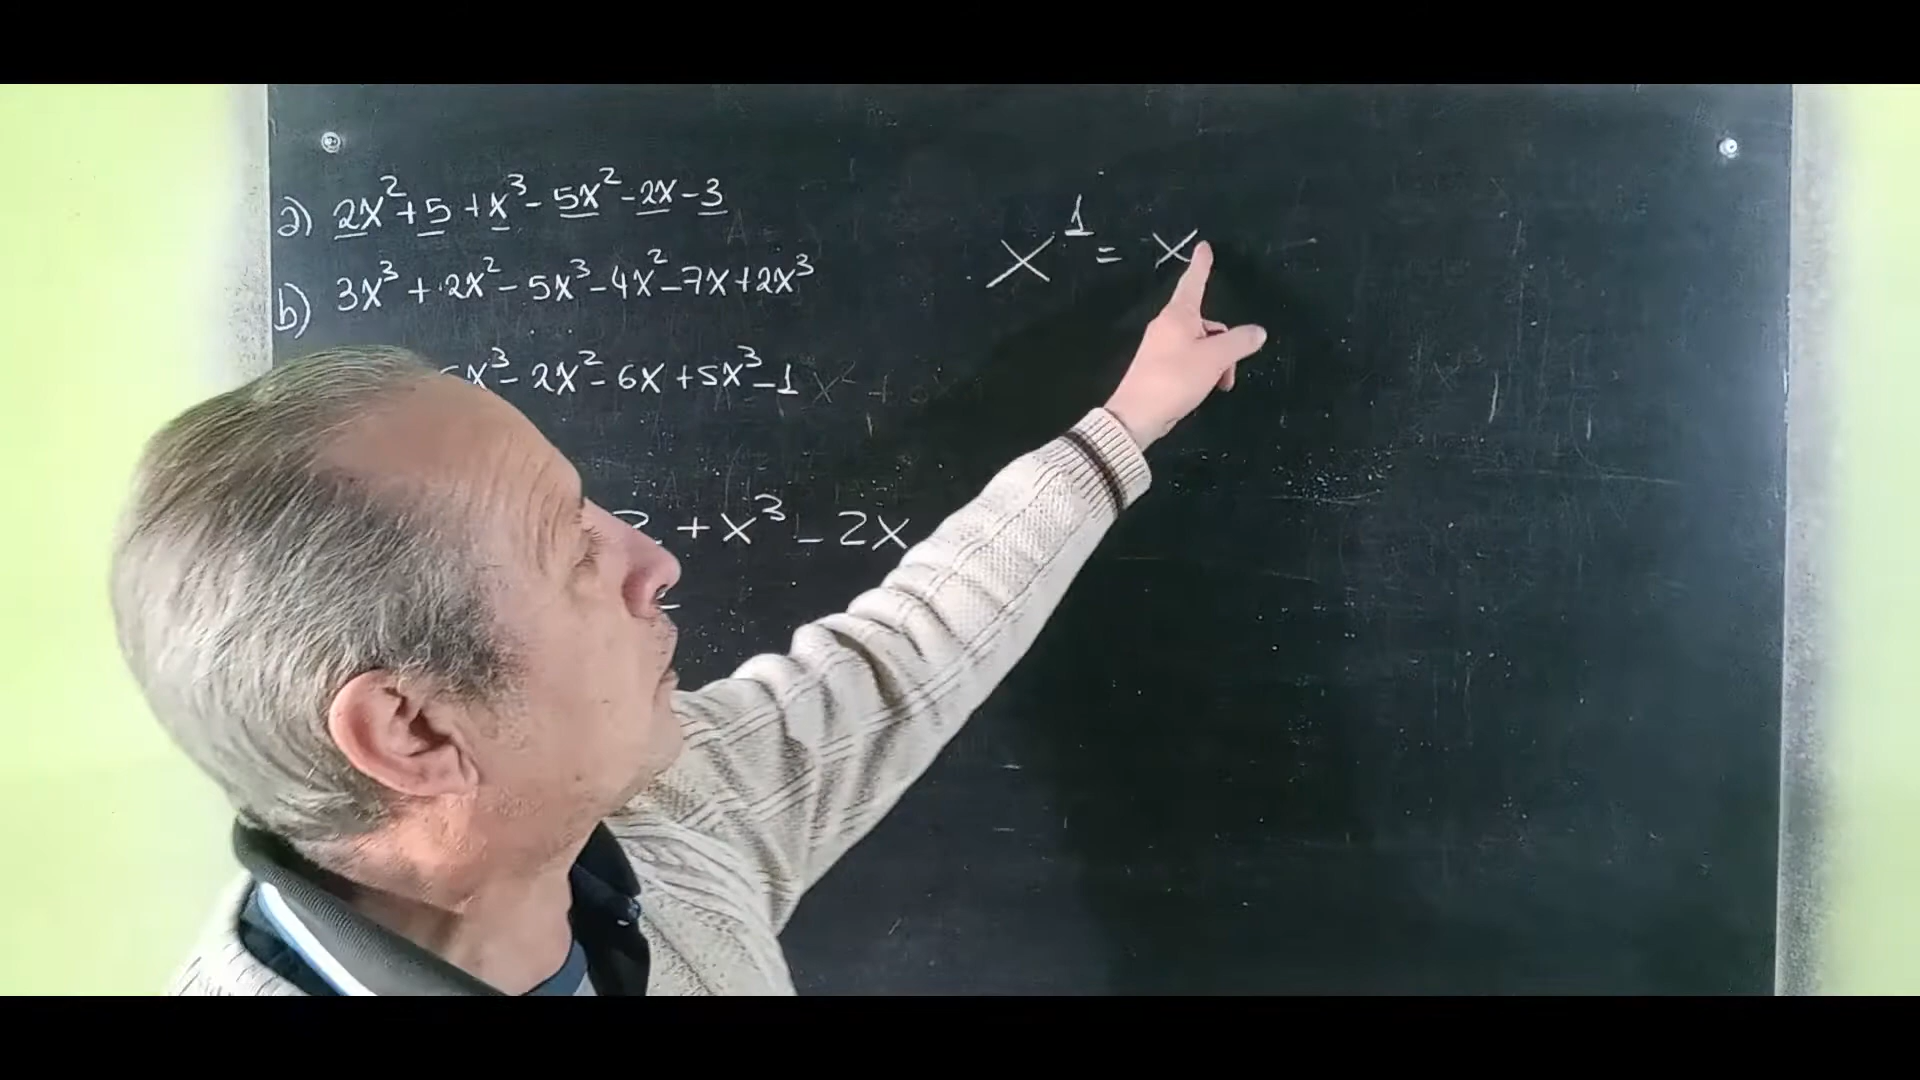 a) 2x² + 5 + x³ - 5x² - 2x - 3
b) 3x³ + 2x² - 5x³ - 4x² - 7x + 2x³
x³ - 2x² - 6x + 5x³ - 1
+ x³ - 2x
x¹ = x